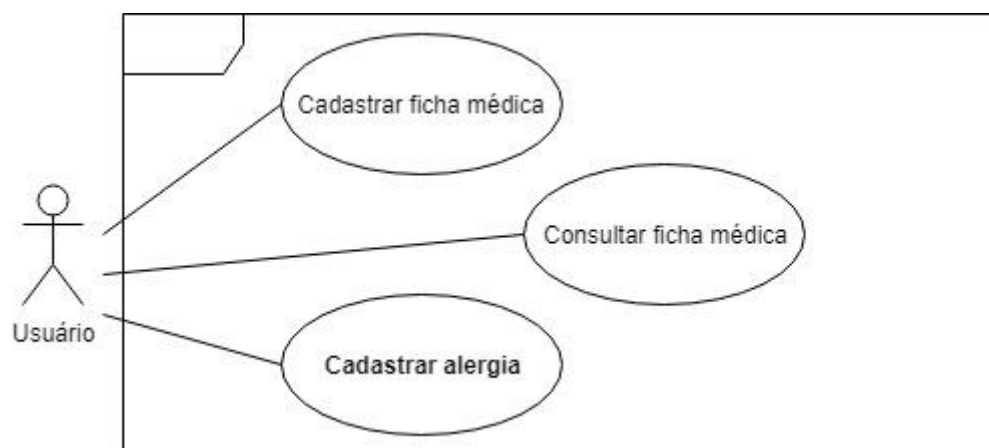 Cadastrar ficha médica
Consultar ficha médica
Usuário
Cadastrar alergia